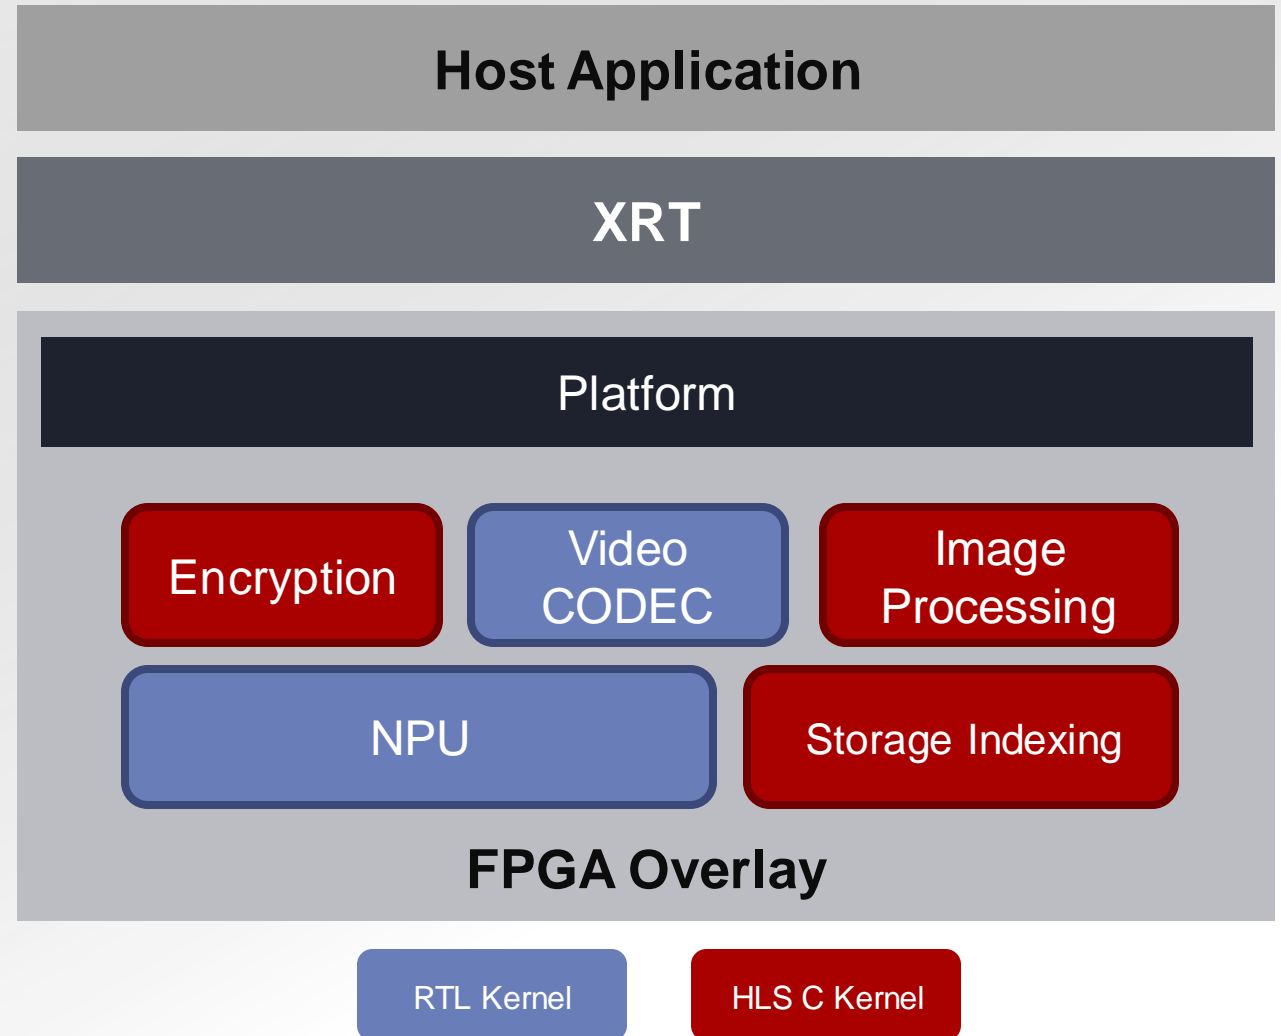 Host Application
XRT
Platform
Encryption
Video
CODEC
Image
Processing
NPU
Storage Indexing
FPGA Overlay
RTL Kernel
HLS C Kernel